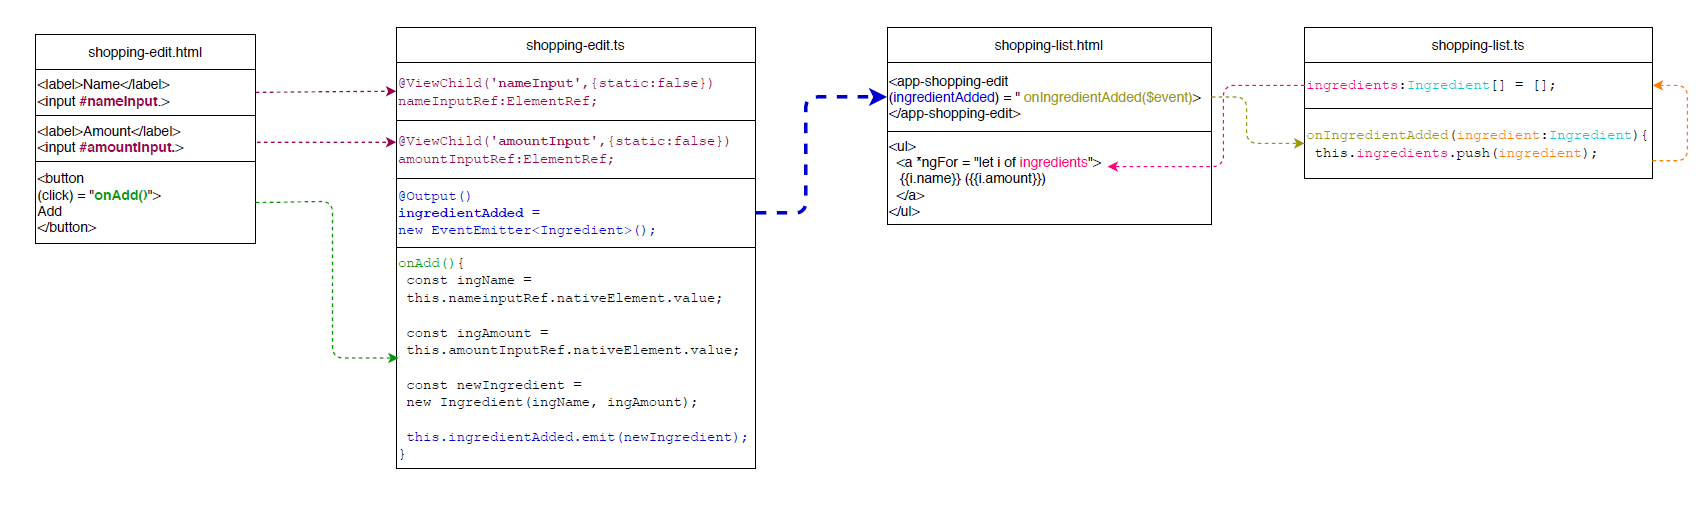 shopping-edit.html
<label>Name</label>
<input #nameInput.>
<label>Amount</label>
<input #amountInput.>
<button
(click) = "onAdd()">
Add
</button>
shopping-edit.ts
@ViewChild('nameInput',{static:false})
nameInputRef:ElementRef;
@ViewChild('amountInput',{static:false})
amountInputRef:ElementRef;
@Output()
ingredientAdded =
new EventEmitter<Ingredient>();
onAdd(){
const ingName =
this.nameinputRef.nativeElement.value;
const ingAmount =
this.amountInputRef.nativeElement.value;
const newIngredient =
new Ingredient(ingName, ingAmount);
this.ingredientAdded.emit(newIngredient);
}
shopping-list.html
<app-shopping-edit
(ingredientAdded) = " onIngredientAdded($event)>
</app-shopping-edit>
<ul>
<a *ngFor = "let i of ingredients">
{{i.name}} ({{i.amount}})
</a>
</ul>
shopping-list.ts
ingredients:Ingredient[] = [];
onIngredientAdded(ingredient:Ingredient){
this.ingredients.push(ingredient);